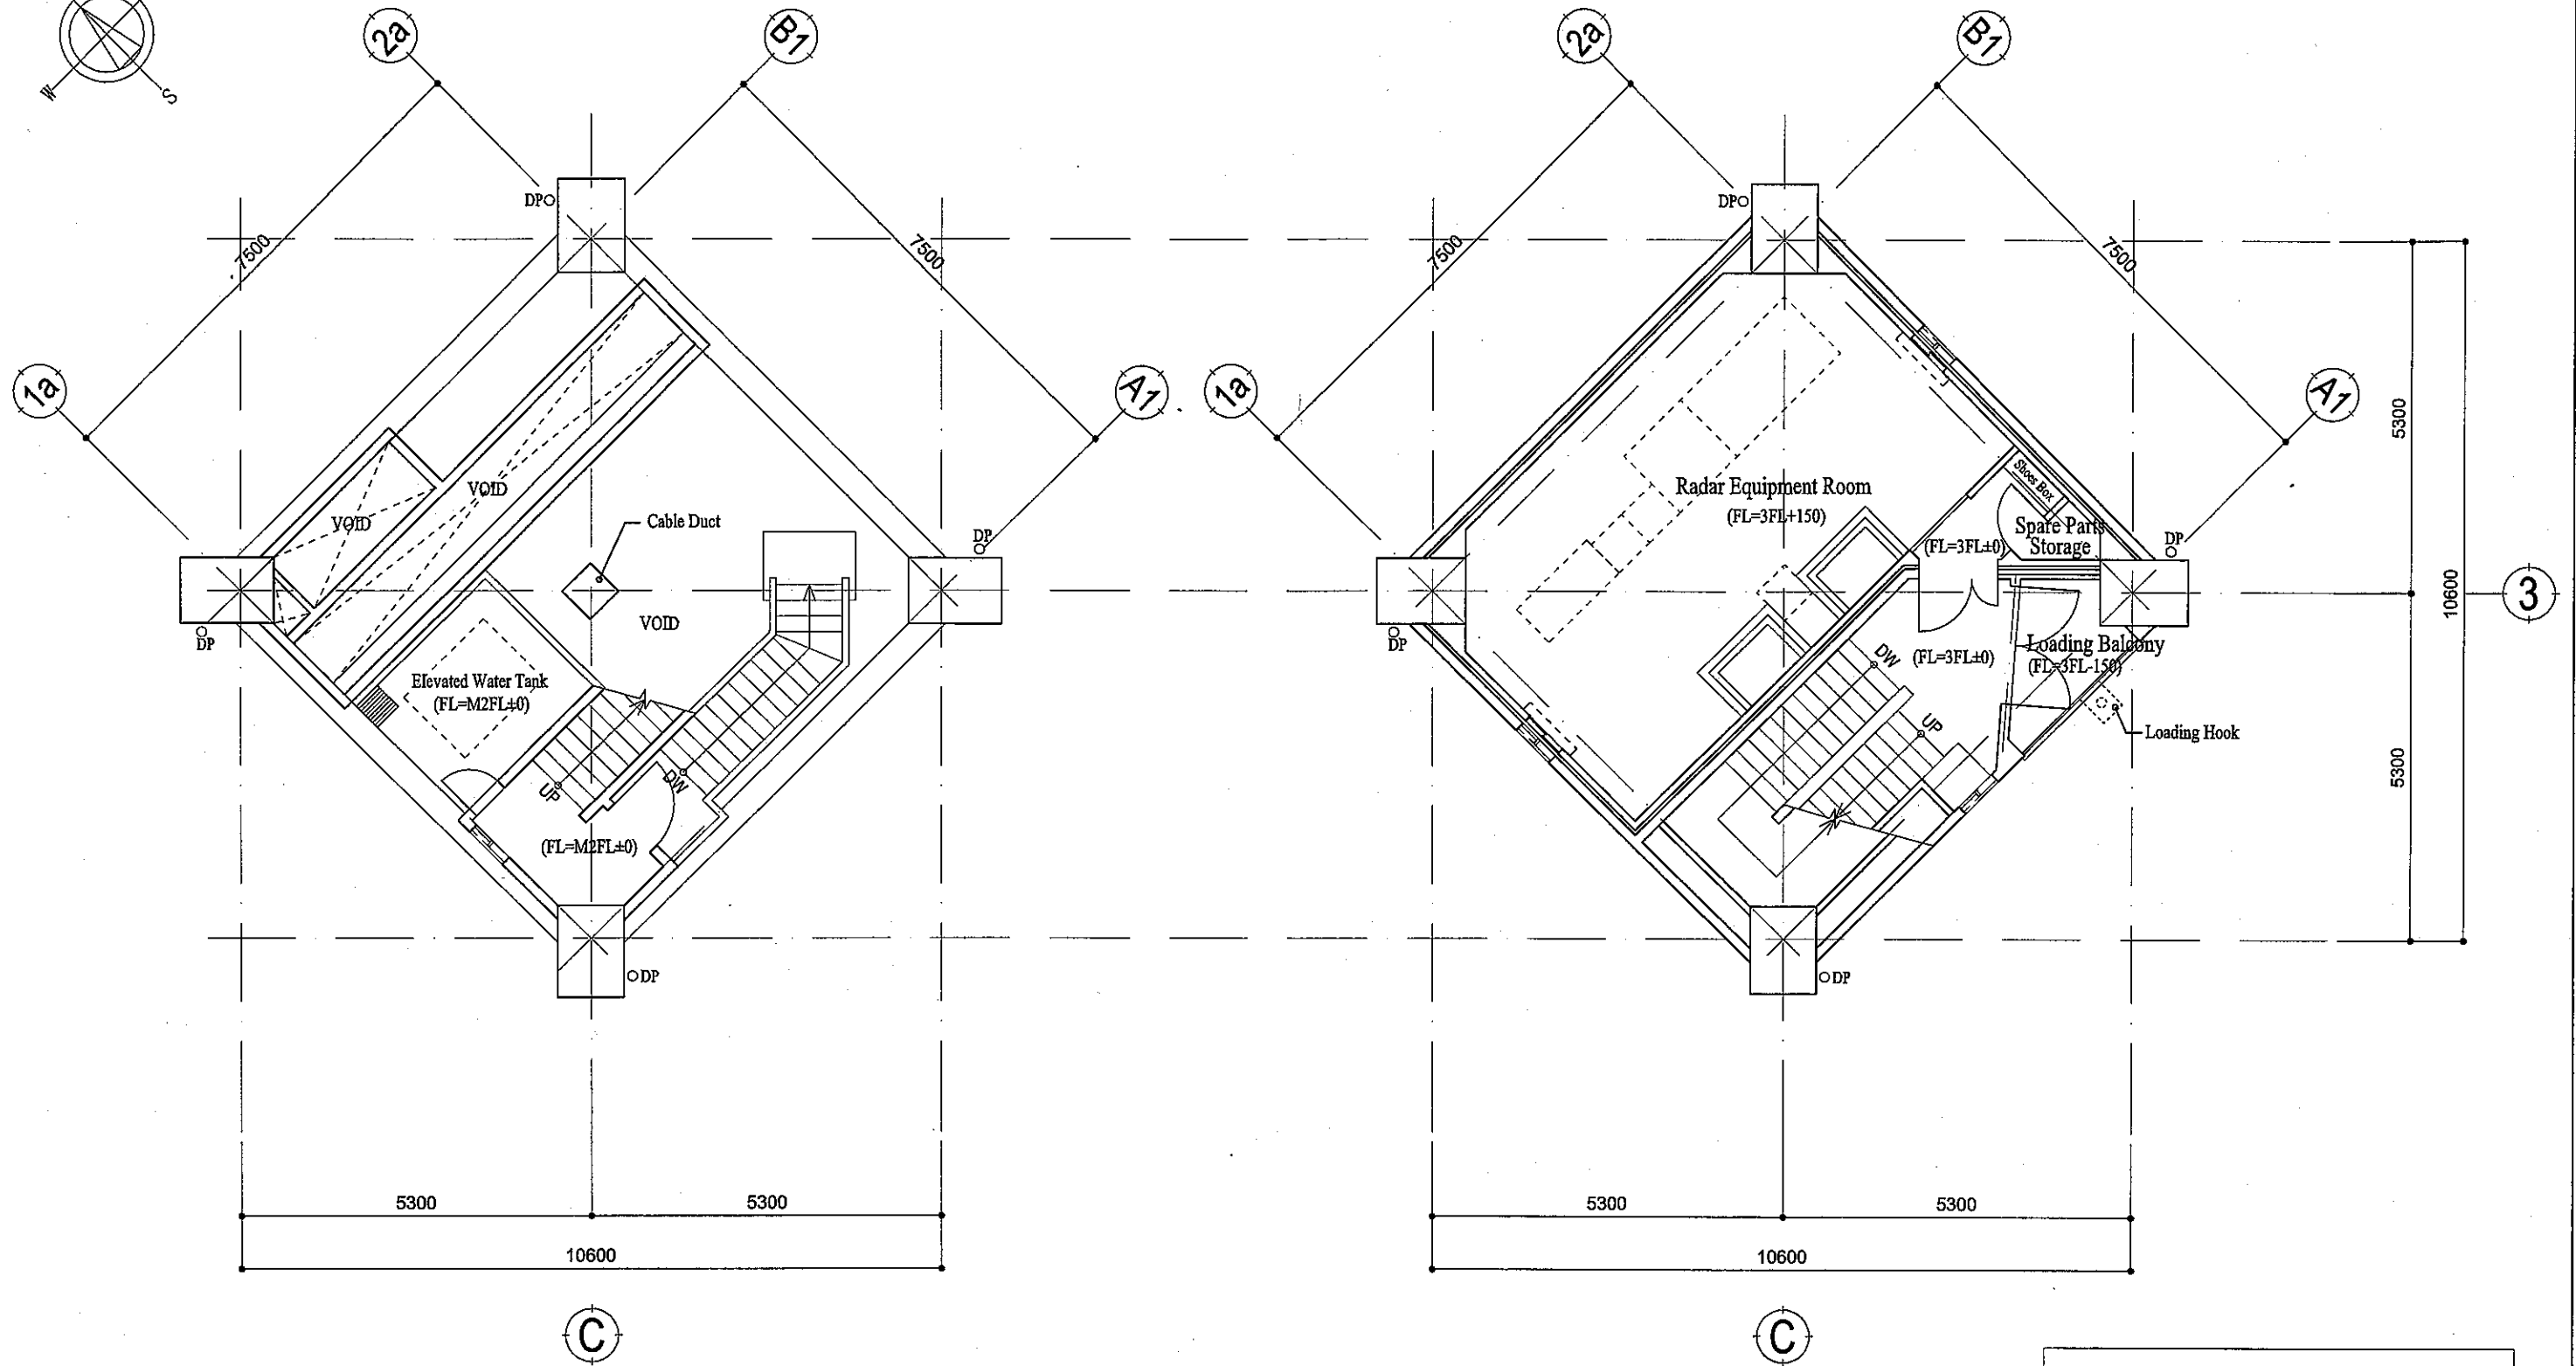 2a
B1
2a
B1
W
S
DP
DP
7500
7500
7500
7500
1a
A1
1a
A1
5300
VOID
VOID
Cable Duct
Radar Equipment Room
(FL=3FL+150)
Shoes Box
Spare Parts
Storage
(FL=3FL±0)
DP
DP
10600
3
VOID
DP
DP
Elevated Water Tank
(FL=M2FL±0)
DW
(FL=3FL±0)
Loading Balcony
(FL=3FL-150)
UP
Loading Hook
5300
UP
DW
(FL=M2FL±0)
DP
DP
5300
5300
5300
5300
10600
10600
C
C